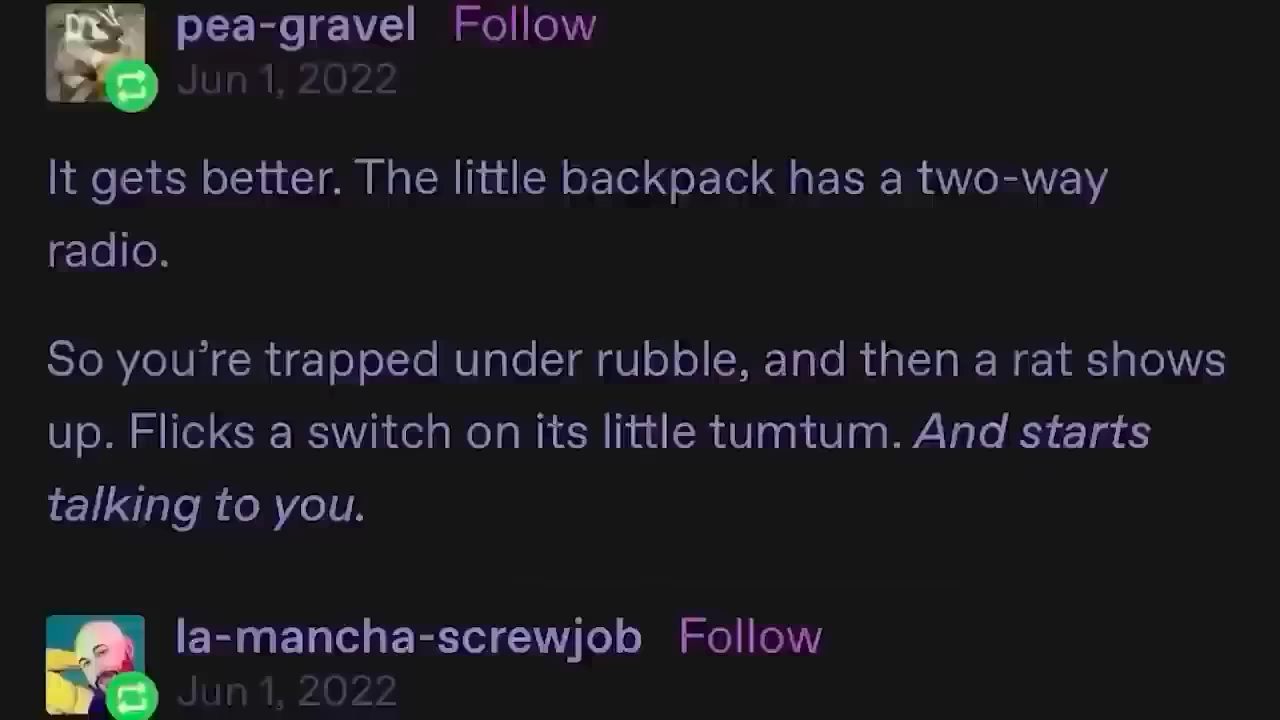 pea-gravel Follow
Jun 1, 2022
It gets better. The little backpack has a two-way
radio.
So you’re trapped under rubble, and then a rat shows
up. Flicks a switch on its little tumtum. And starts
talking to you.
la-mancha-screwjob Follow
Jun 1, 2022